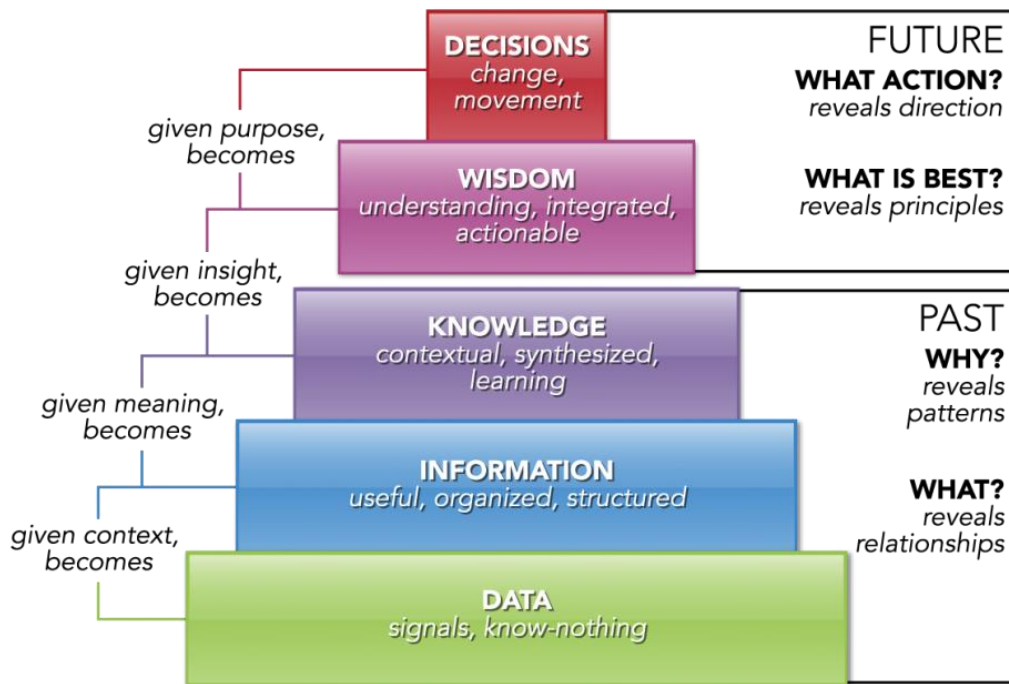 DECISIONS
change,
movement
FUTURE
WHAT ACTION?
reveals direction
given purpose,
becomes
WISDOM
understanding, integrated,
actionable
WHAT IS BEST?
reveals principles
given insight,
becomes
KNOWLEDGE
contextual, synthesized,
learning
PAST
WHY?
reveals
patterns
given meaning,
becomes
INFORMATION
useful, organized, structured
WHAT?
reveals
relationships
given context,
becomes
DATA
signals, know-nothing